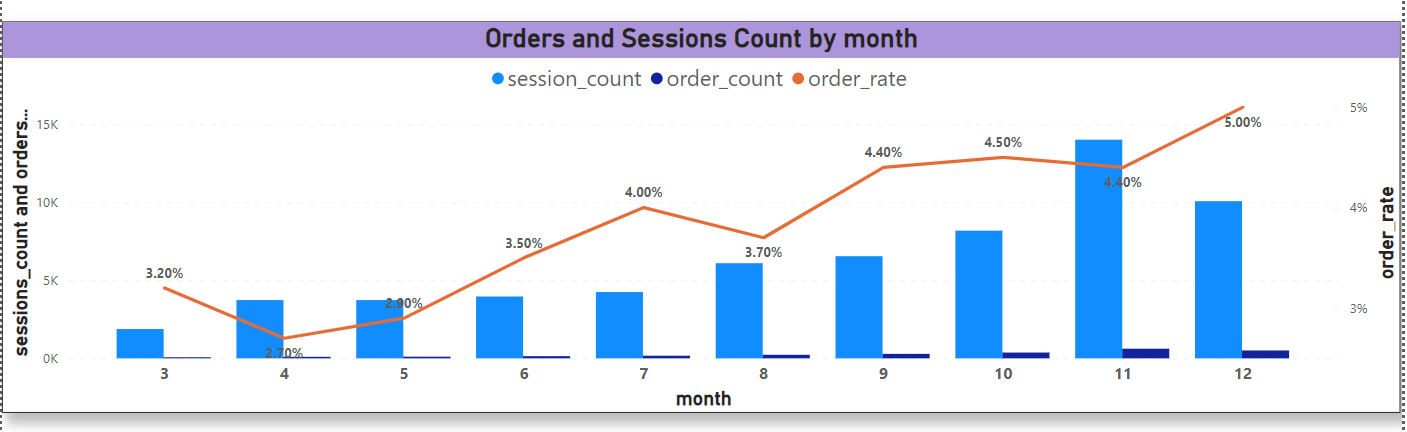 Orders and Sessions Count by month
session_count order_count order_rate
sessions_count and orders...
15K
10K
5K
0K
3.20%
2.70%
2.90%
3.50%
4.00%
3.70%
4.40%
4.50%
4.40%
5.00%
5%
4%
3%
order_rate
3 4 5 6 7 8 9 10 11 12
month